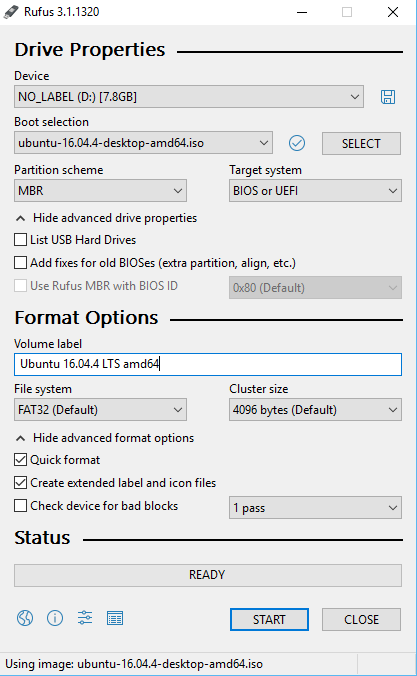 Rufus 3.1.1320
Drive Properties
Device
NO_LABEL (D:) [7.8GB]
Boot selection
ubuntu-16.04.4-desktop-amd64.iso
SELECT
Partition scheme
Target system
MBR
BIOS or UEFI
Hide advanced drive properties
List USB Hard Drives
Add fixes for old BIOSes (extra partition, align, etc.)
Use Rufus MBR with BIOS ID
0x80 (Default)
Format Options
Volume label
Ubuntu 16.04.4 LTS amd64
File system
Cluster size
FAT32 (Default)
4096 bytes (Default)
Hide advanced format options
Quick format
Create extended label and icon files
Check device for bad blocks
1 pass
Status
READY
START
CLOSE
Using image: ubuntu-16.04.4-desktop-amd64.iso